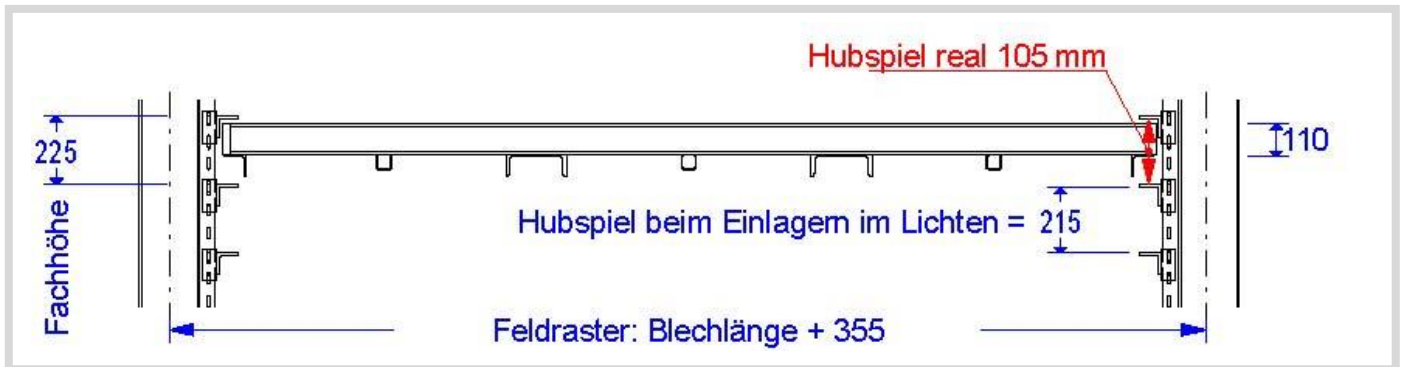 Hubspiel real 105 mm
225
110
Fachhöhe
Hubspiel beim Einlagern im Lichten = 215
Feldraster: Blechlänge + 355